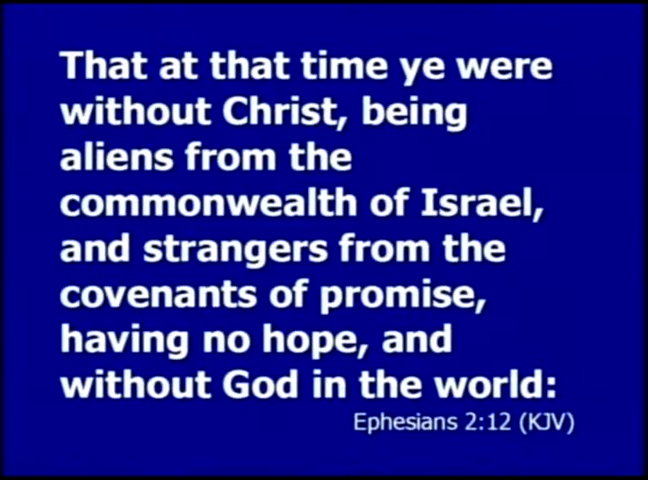 That at that time ye were
without Christ, being
aliens from the
commonwealth of Israel,
and strangers from the
covenants of promise,
having no hope, and
without God in the world:
Ephesians 2:12 (KJV)